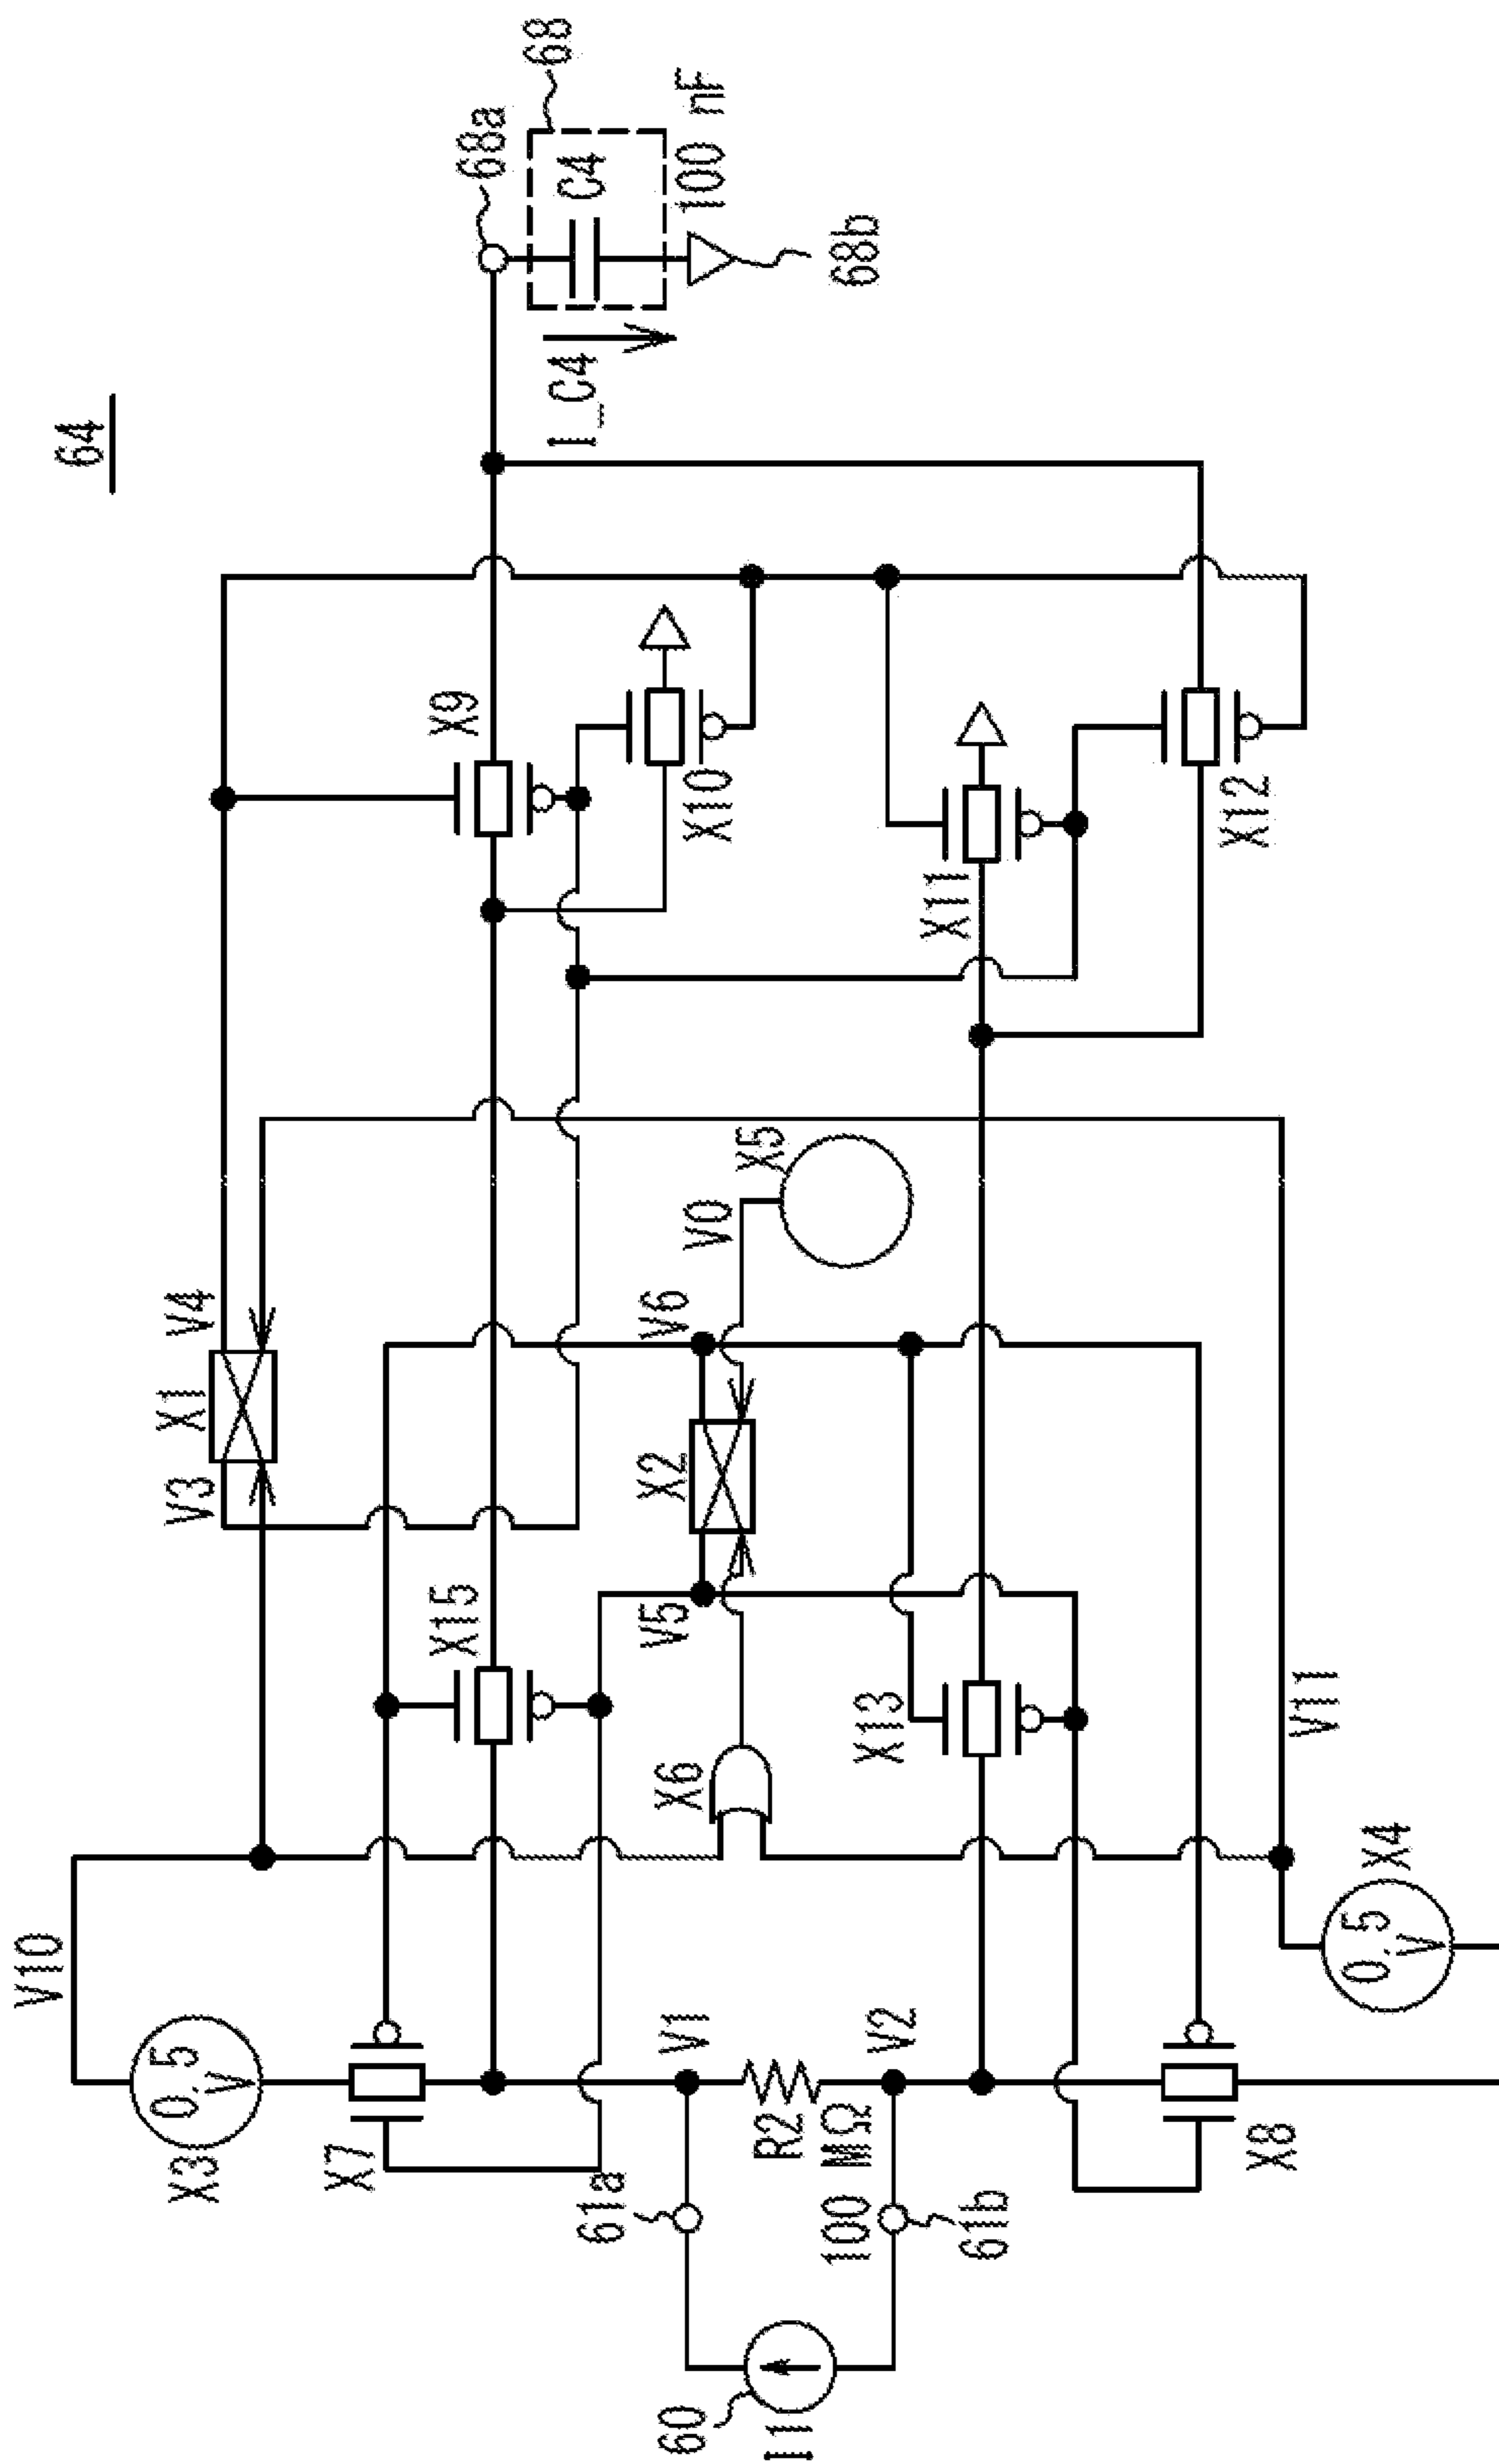 64
68
68a
C4
100 nF
68b
I_C4
X9
X10
X11
X12
X5
V0
V4
X1
V3
V6
X2
V5
X15
X13
X6
V11
X4
0, 5
V
V10
X3
0, 5
V
X7
V1
V2
R2
100 MΩ
X8
61a
61b
60
I1